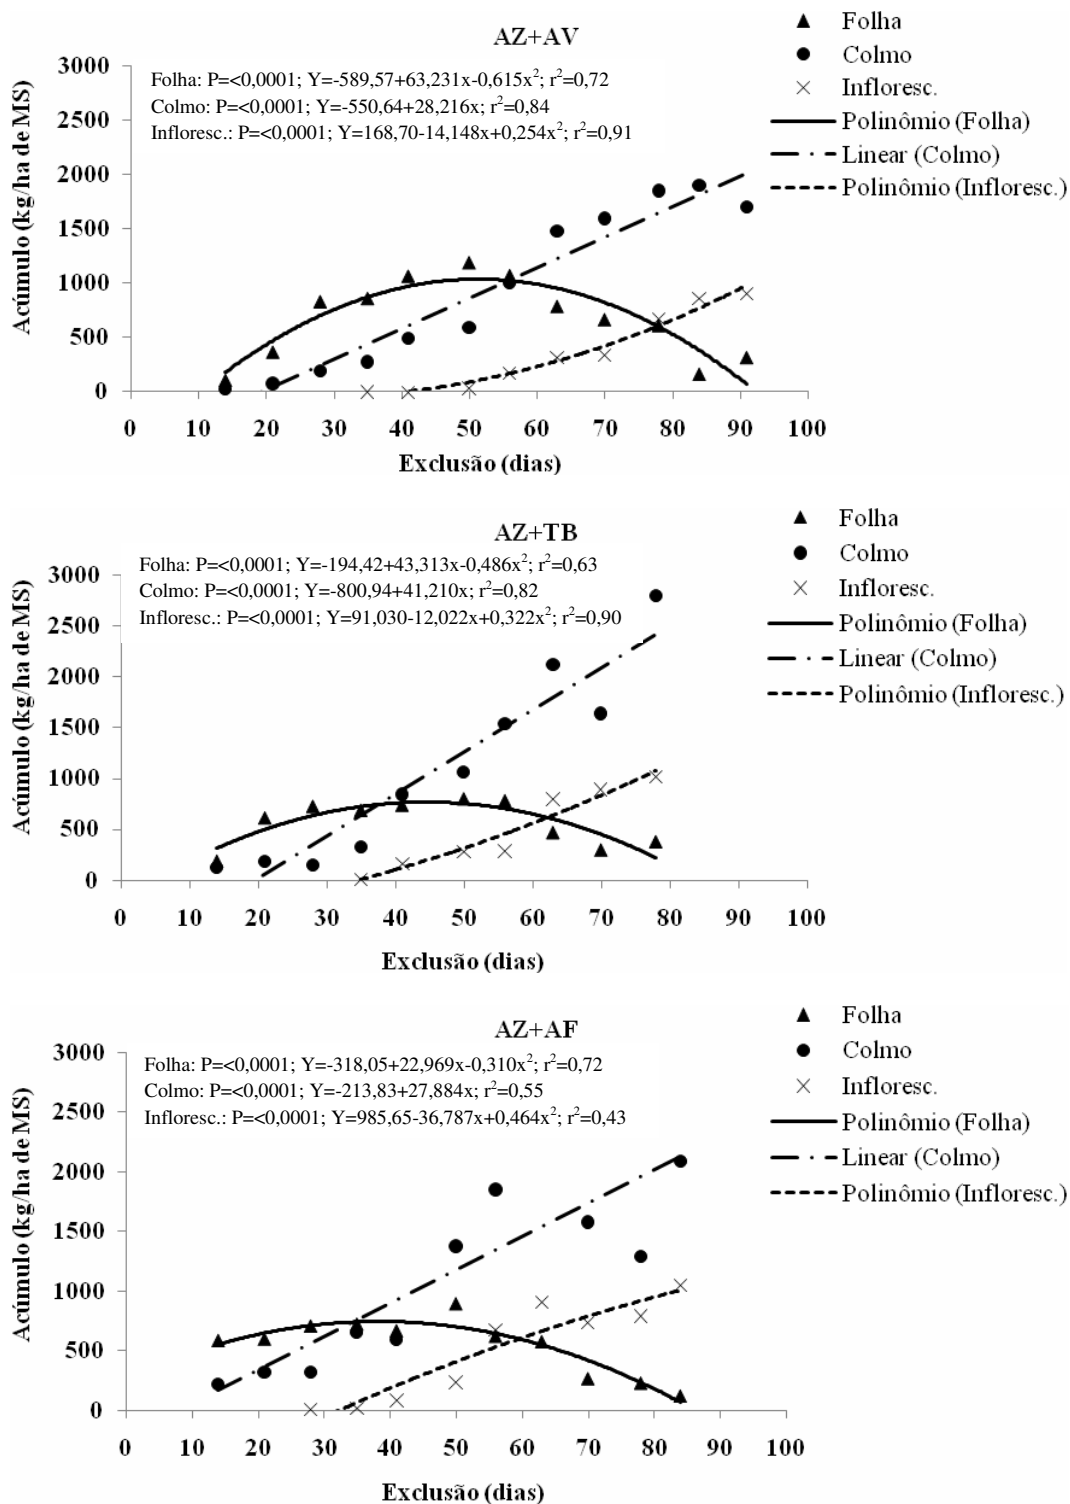 AZ+AV
Folha
Colmo
Infloresc.
Polinômio (Folha)
Linear (Colmo)
Polinômio (Infloresc.)
Folha: P=<0,0001; Y=-589,57+63,231x-0,615x²; r²=0,72
Colmo: P=<0,0001; Y=-550,64+28,216x; r²=0,84
Infloresc.: P=<0,0001; Y=168,70-14,148x+0,254x²; r²=0,91
Acúmulo (kg/ha de MS)
3000
2500
2000
1500
1000
500
0
0 10 20 30 40 50 60 70 80 90 100
Exclusão (dias)
AZ+TB
Folha
Colmo
Infloresc.
Polinômio (Folha)
Linear (Colmo)
Polinômio (Infloresc.)
Folha: P=<0,0001; Y=-194,42+43,313x-0,486x²; r²=0,63
Colmo: P=<0,0001; Y=-800,94+41,210x; r²=0,82
Infloresc.: P=<0,0001; Y=91,030-12,022x+0,322x²; r²=0,90
Acúmulo (kg/ha de MS)
3000
2500
2000
1500
1000
500
0
0 10 20 30 40 50 60 70 80 90 100
Exclusão (dias)
AZ+AF
Folha
Colmo
Infloresc.
Polinômio (Folha)
Linear (Colmo)
Polinômio (Infloresc.)
Folha: P=<0,0001; Y=-318,05+22,969x-0,310x²; r²=0,72
Colmo: P=<0,0001; Y=-213,83+27,884x; r²=0,55
Infloresc.: P=<0,0001; Y=985,65-36,787x+0,464x²; r²=0,43
Acúmulo (kg/ha de MS)
3000
2500
2000
1500
1000
500
0
0 10 20 30 40 50 60 70 80 90 100
Exclusão (dias)